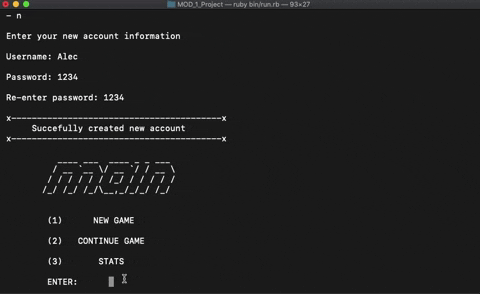 MOD_1_Project — ruby bin/run.rb — 93×27
- n
Enter your new account information
Username: Alec
Password: 1234
Re-enter password: 1234
x-----------------------------------------x
Succefully created new account
x-----------------------------------------x
main
(1) NEW GAME
(2) CONTINUE GAME
(3) STATS
ENTER: